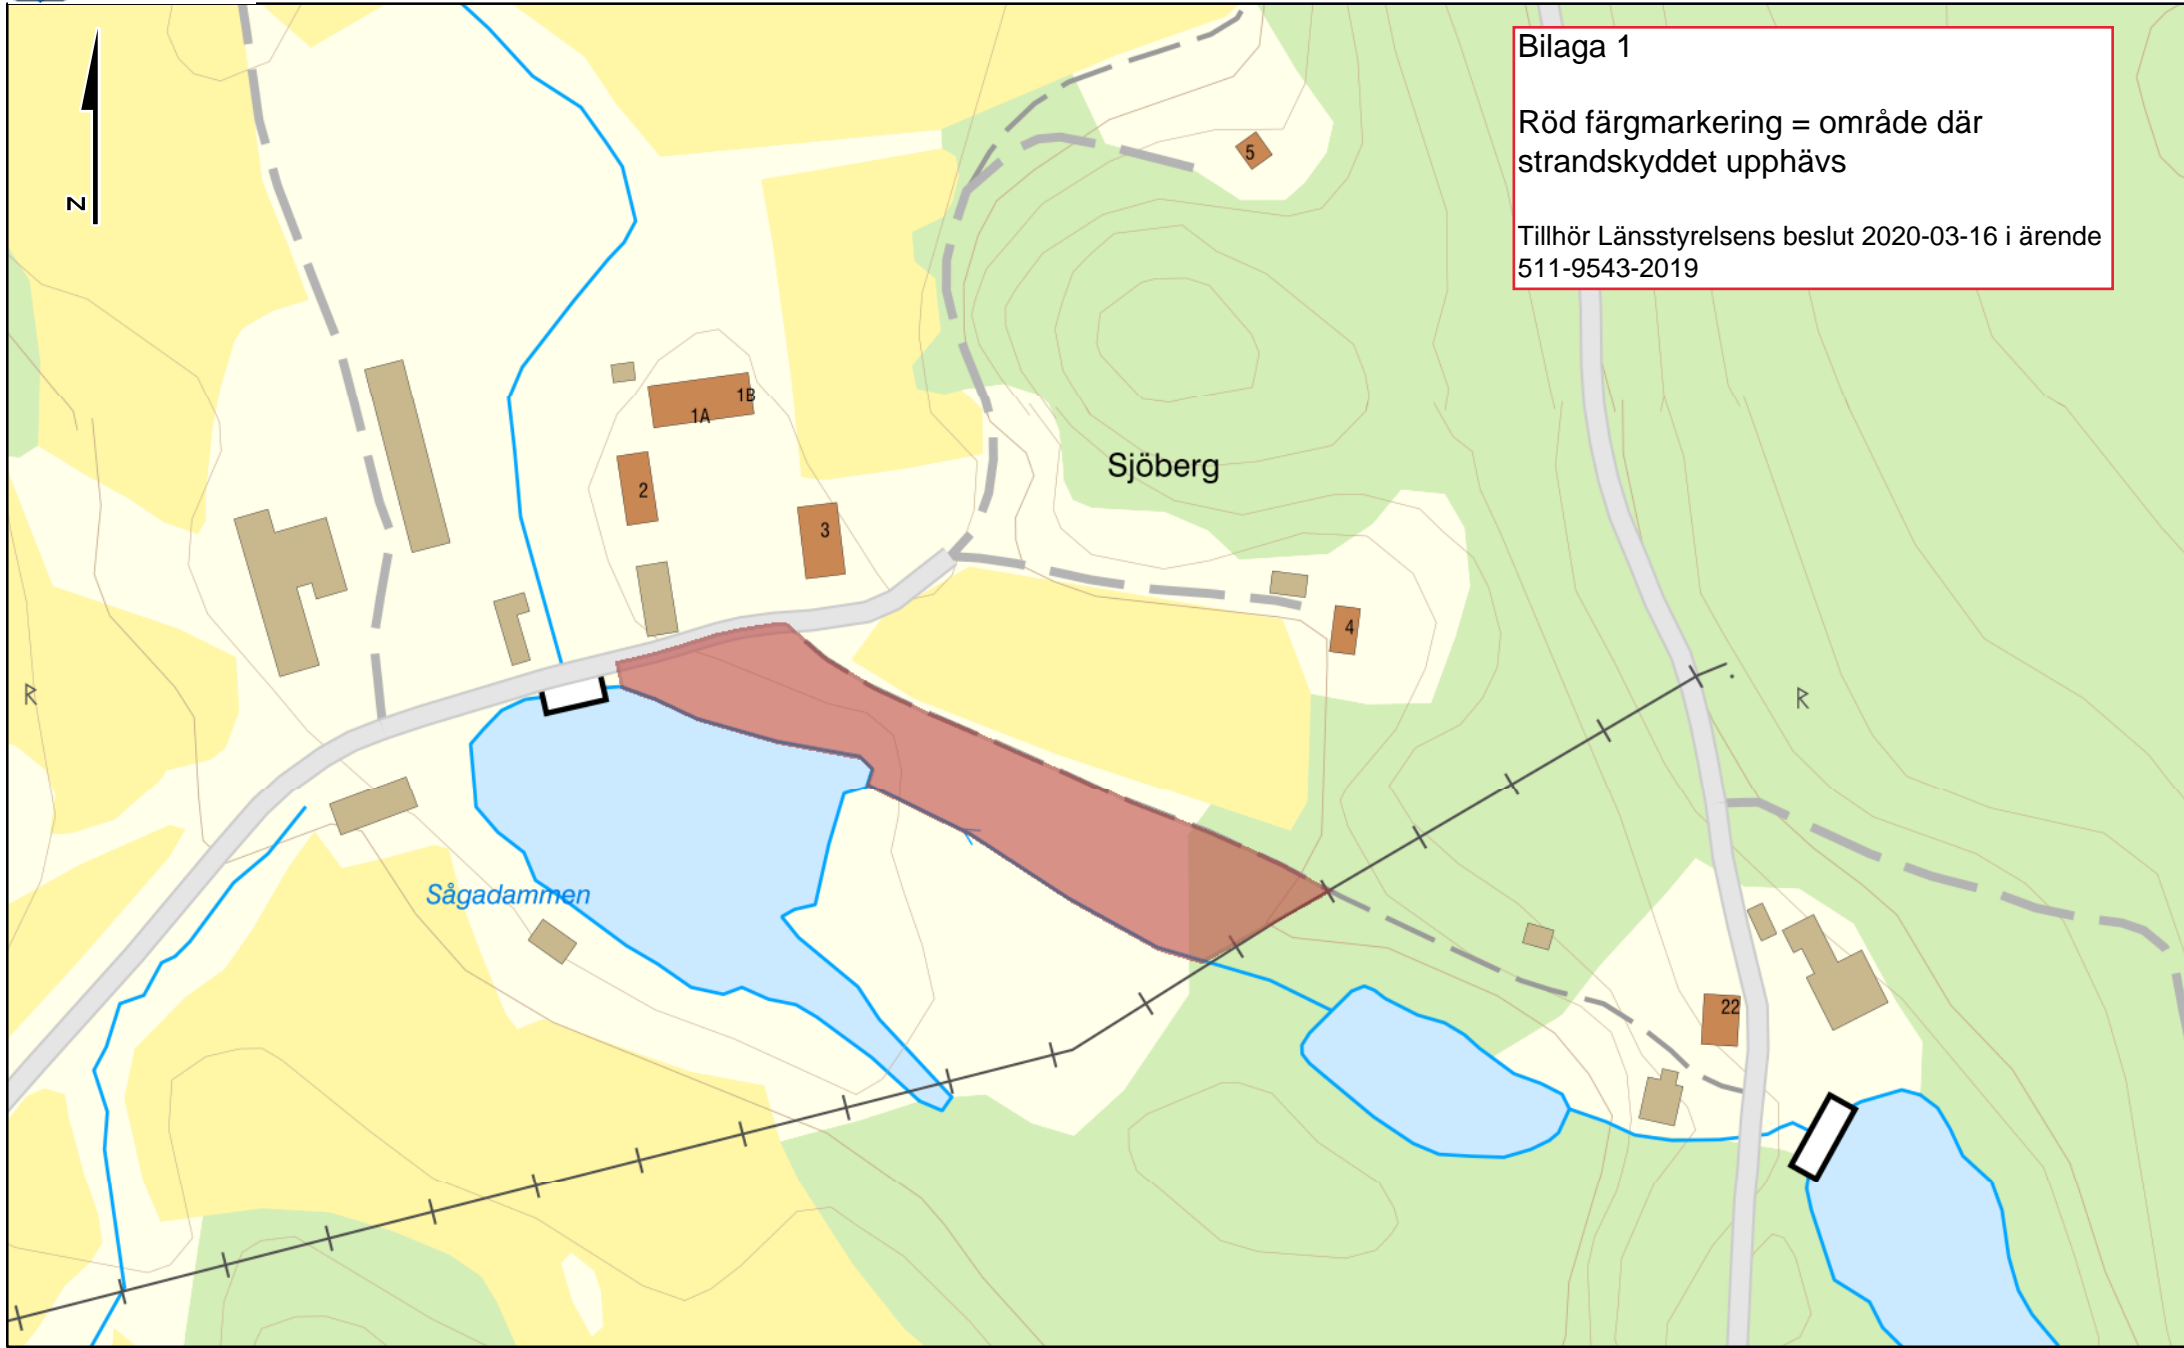 Bilaga 1
Röd färgmarkering = område där
strandskyddet upphävs
Tillhör Länsstyrelsens beslut 2020-03-16 i ärende
511-9543-2019
N
5
1B
1A
2
3
Sjöberg
4
R
R
Sågadammen
22